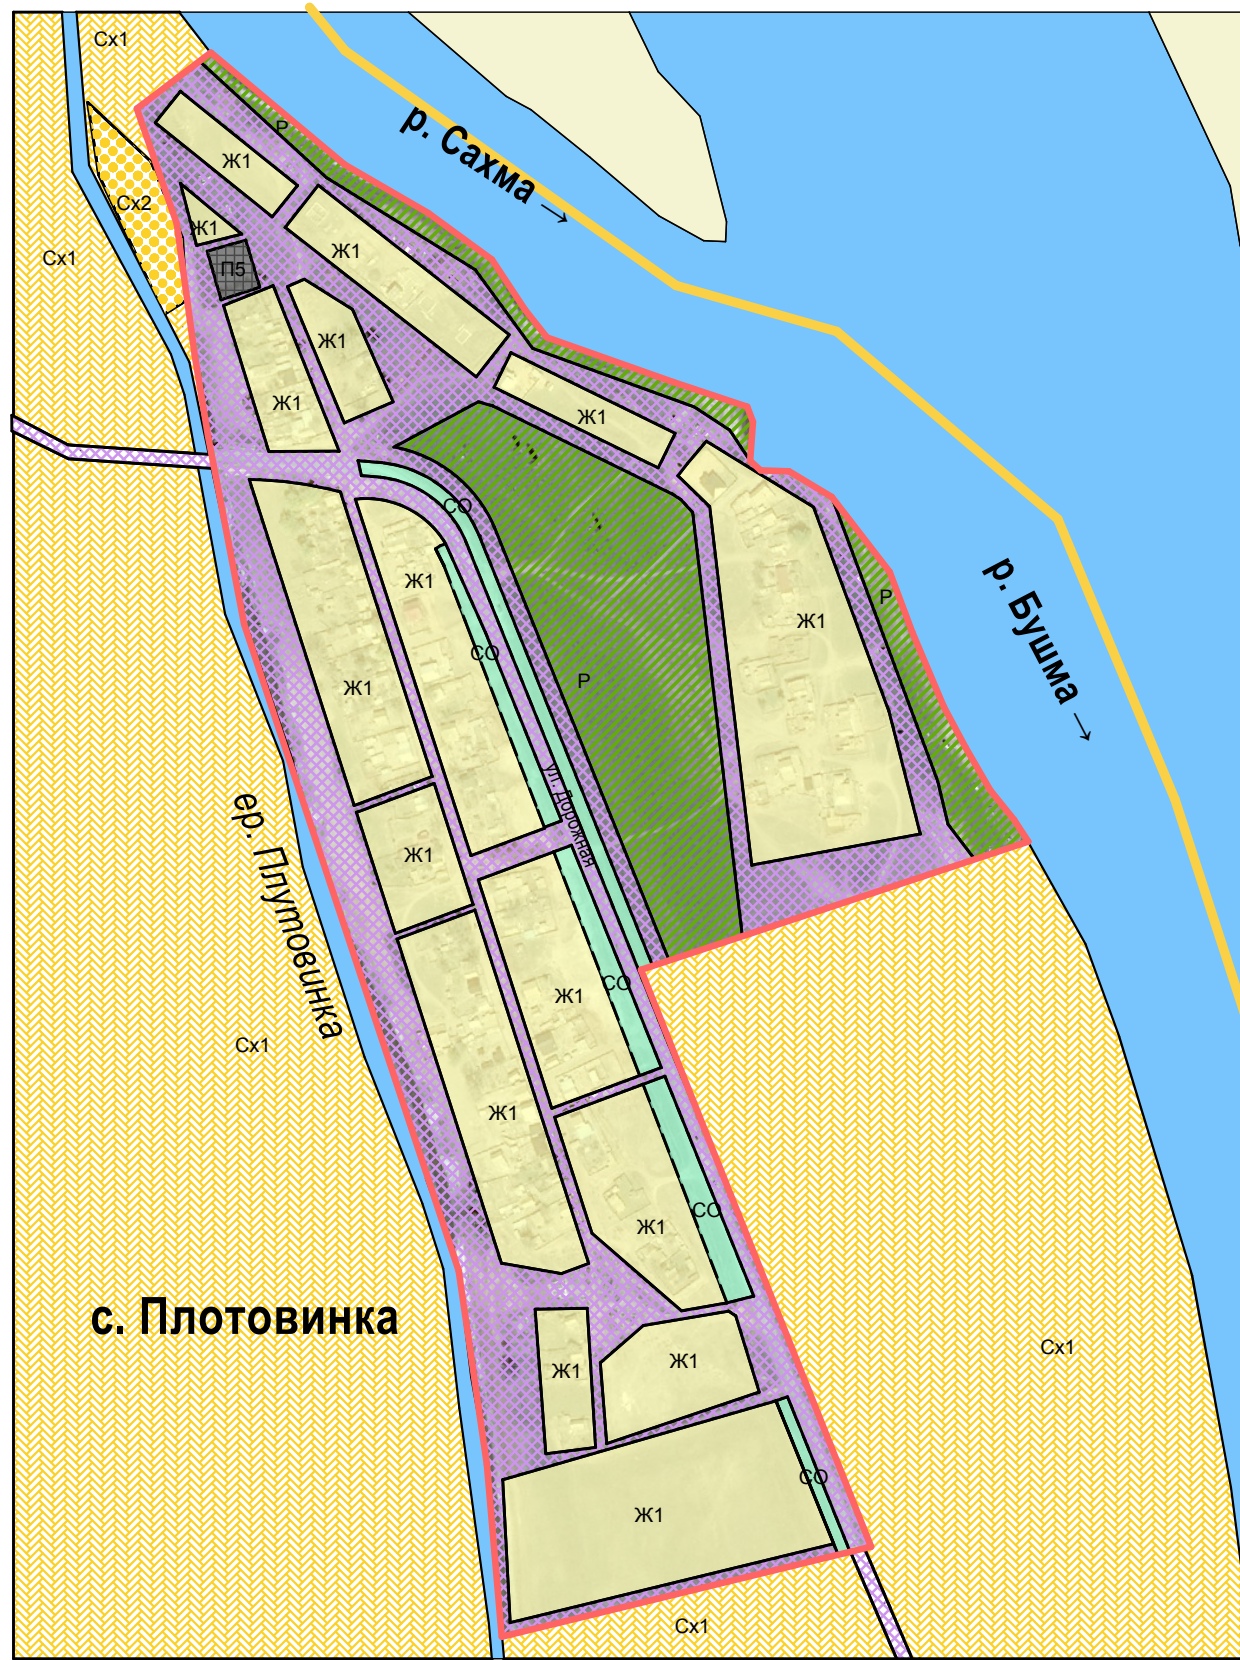 Сх1
р. Сахма →
Р
Ж1
Сх2
Ж1
Сх1
Ж1
П5
Ж1
Ж1
Ж1
СО
Ж1
р. Бушма →
Р
Ж1
СО
Р
Ж1
ул. Дорожная
ер. Плутовинка
Ж1
СО
Ж1
Сх1
Ж1
СО
Ж1
с. Плотовинка
Сх1
Ж1
Ж1
СО
Ж1
Сх1